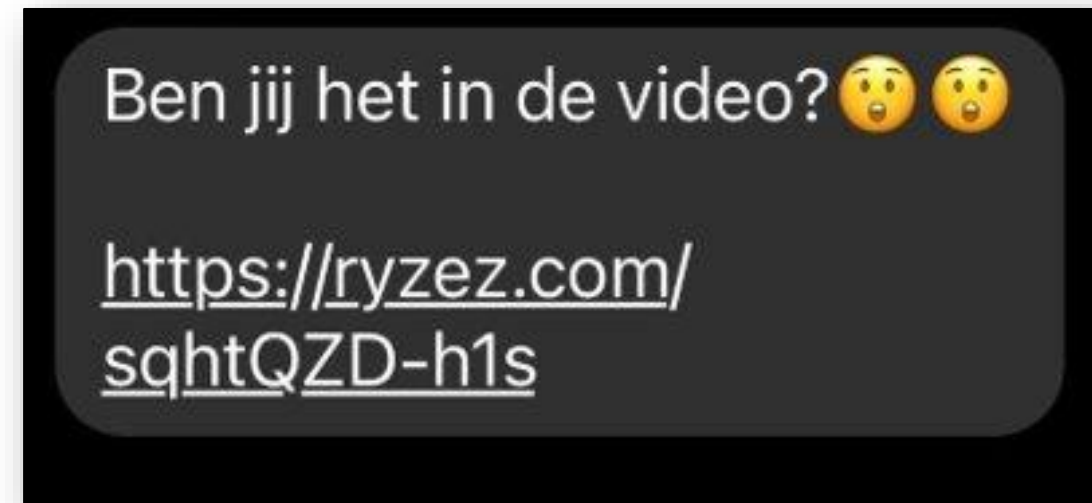 Ben jij het in de video?😲😲
https://ryzez.com/
sqhtQZD-h1s